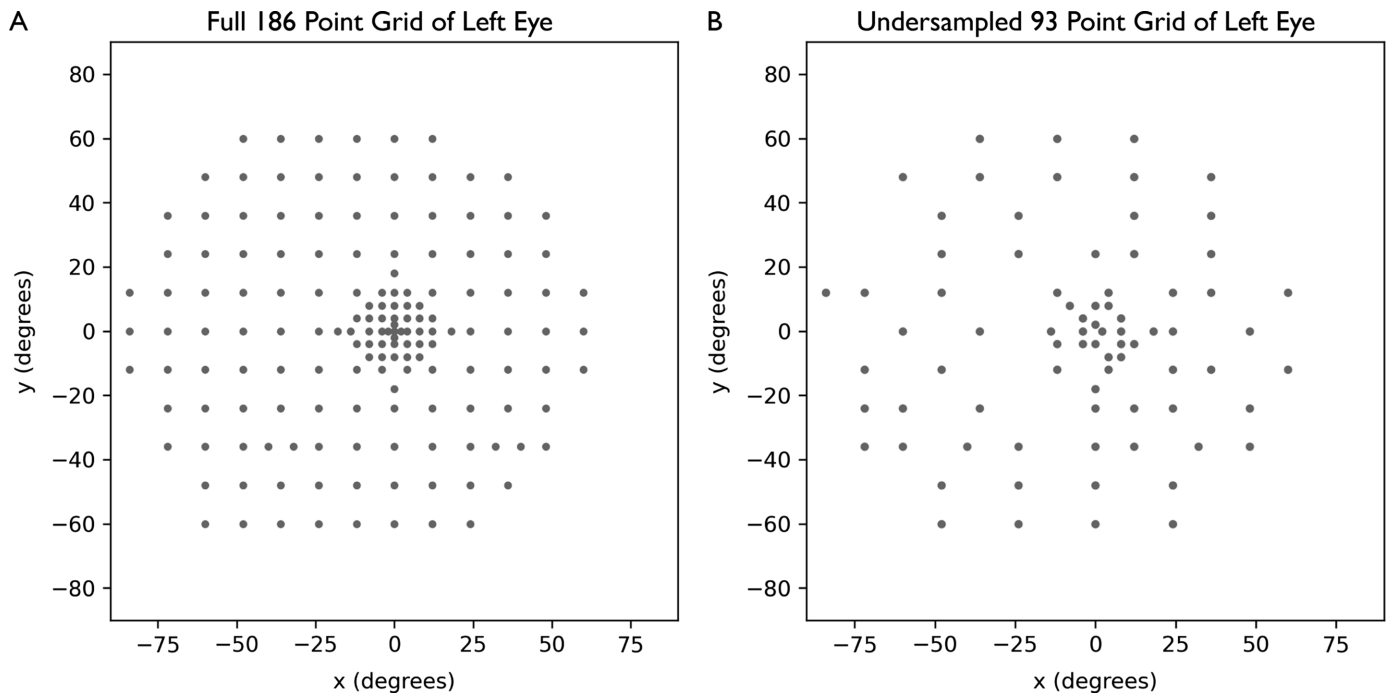 A
Full 186 Point Grid of Left Eye
80
60
40
20
0
−20
−40
−60
−80
y (degrees)
−75 −50 −25 0 25 50 75
x (degrees)
B
Undersampled 93 Point Grid of Left Eye
80
60
40
20
0
−20
−40
−60
−80
y (degrees)
−75 −50 −25 0 25 50 75
x (degrees)